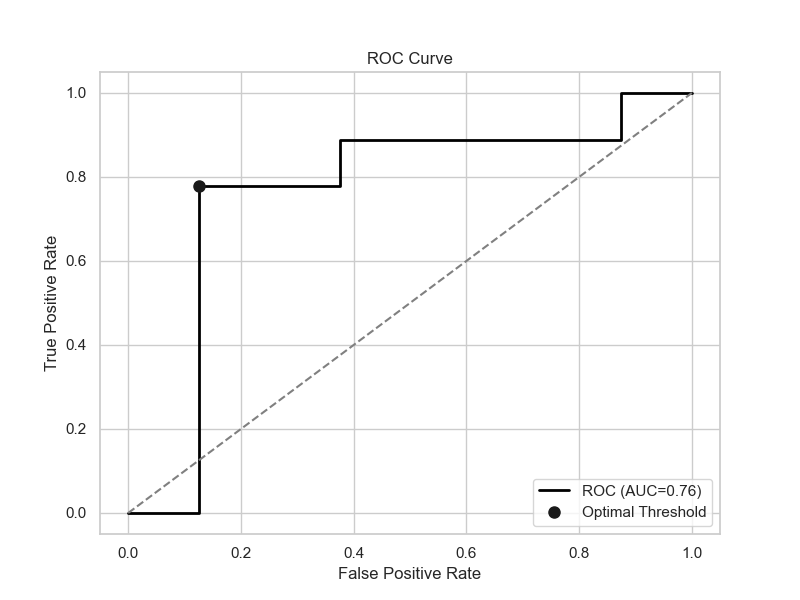 ROC Curve
1.0
0.8
0.6
0.4
0.2
0.0
True Positive Rate
ROC (AUC=0.76)
Optimal Threshold
0.0 0.2 0.4 0.6 0.8 1.0
False Positive Rate